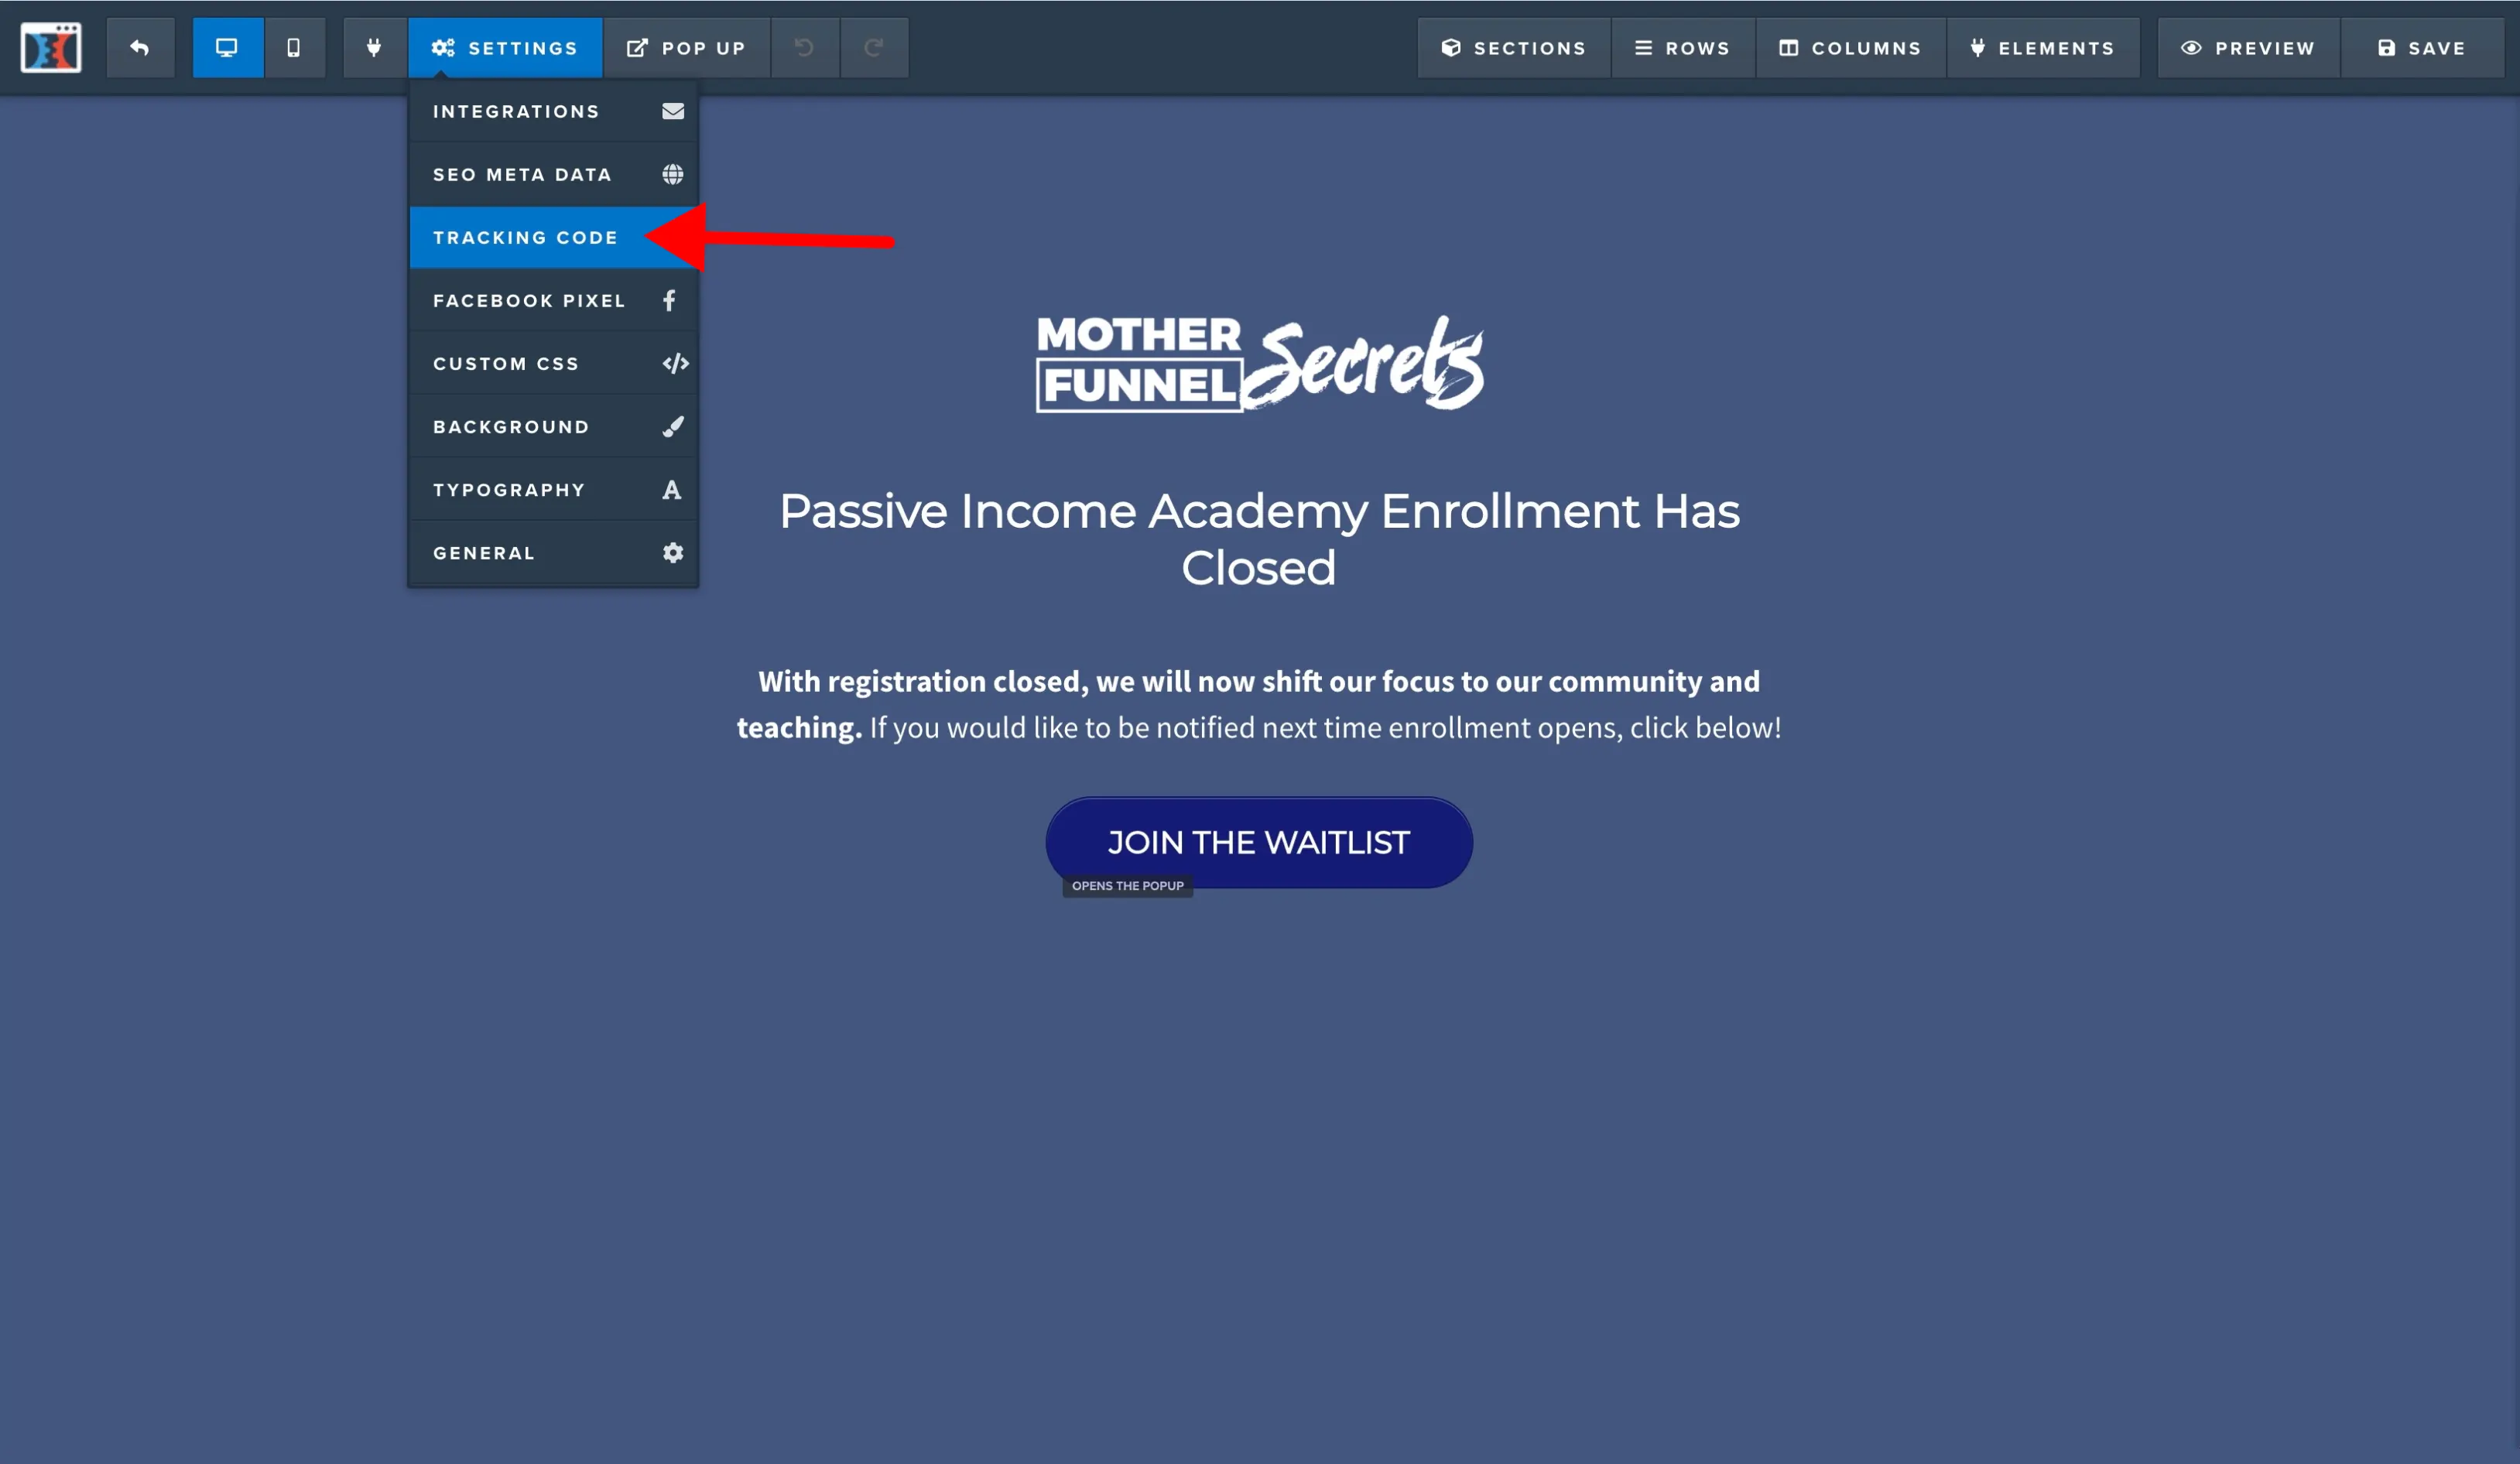 SETTINGS
POP UP
SECTIONS
ROWS
COLUMNS
ELEMENTS
PREVIEW
SAVE
INTEGRATIONS
SEO META DATA
TRACKING CODE
FACEBOOK PIXEL
CUSTOM CSS
BACKGROUND
TYPOGRAPHY
GENERAL
MOTHER
FUNNEL Secrets
Passive Income Academy Enrollment Has
Closed
With registration closed, we will now shift our focus to our community and
teaching. If you would like to be notified next time enrollment opens, click below!
JOIN THE WAITLIST
OPENS THE POPUP